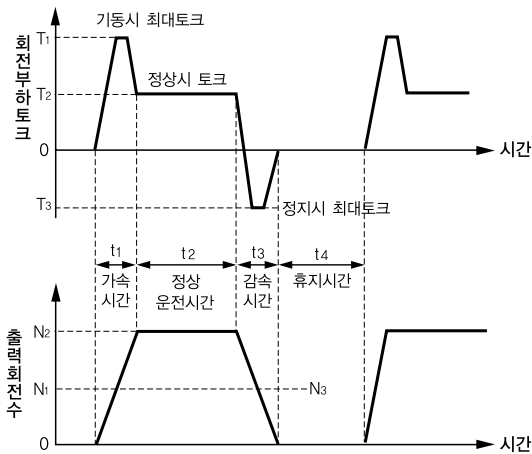 회전부하토크
T1
기동시 최대토크
정상시 토크
T2
0
시간
T3
정지시 최대토크
t1
t2
t3
t4
가속
시간
정상
운전시간
감속
시간
휴지시간
출력회전수
N2
N1
N3
0
시간